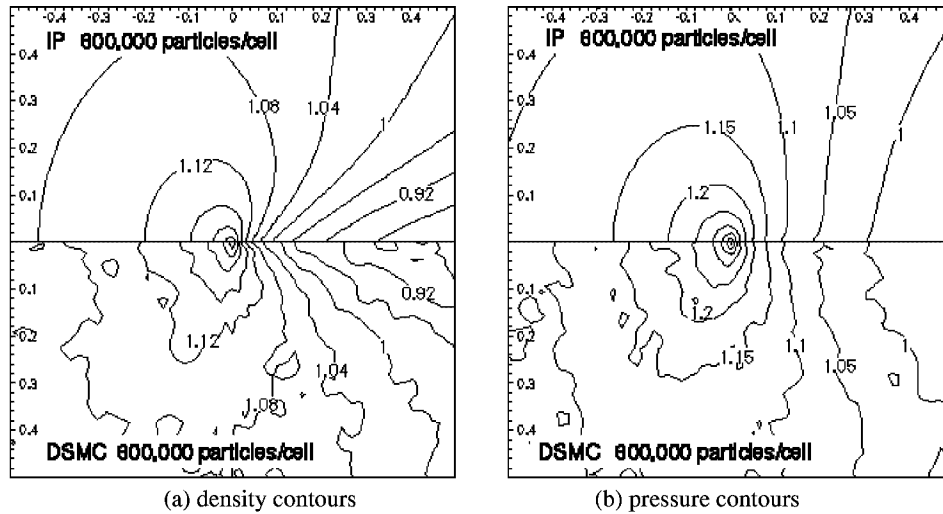 -0.4 -0.3 -0.2 -0.1 0. 0.1 0.2 0.3 0.4
IP 600,000 particles/cell
0.4
0.3
1.08 1.04 1
0.2
1.12
0.1
0.92
0.1
0.92
0.2
1.12
1
0.3
1.04
1.08
0.4
DSMC 600,000 particles/cell
(a) density contours
-0.4 -0.3 -0.2 -0.1 0. 0.1 0.2 0.3 0.4
IP 600,000 particles/cell
0.4
0.3
1.05
1.15 1.1 1
0.2
1.2
0.1
0.1
1.2
0.2
1.1 1
1.15
1.05
0.3
0.4
DSMC 600,000 particles/cell
(b) pressure contours